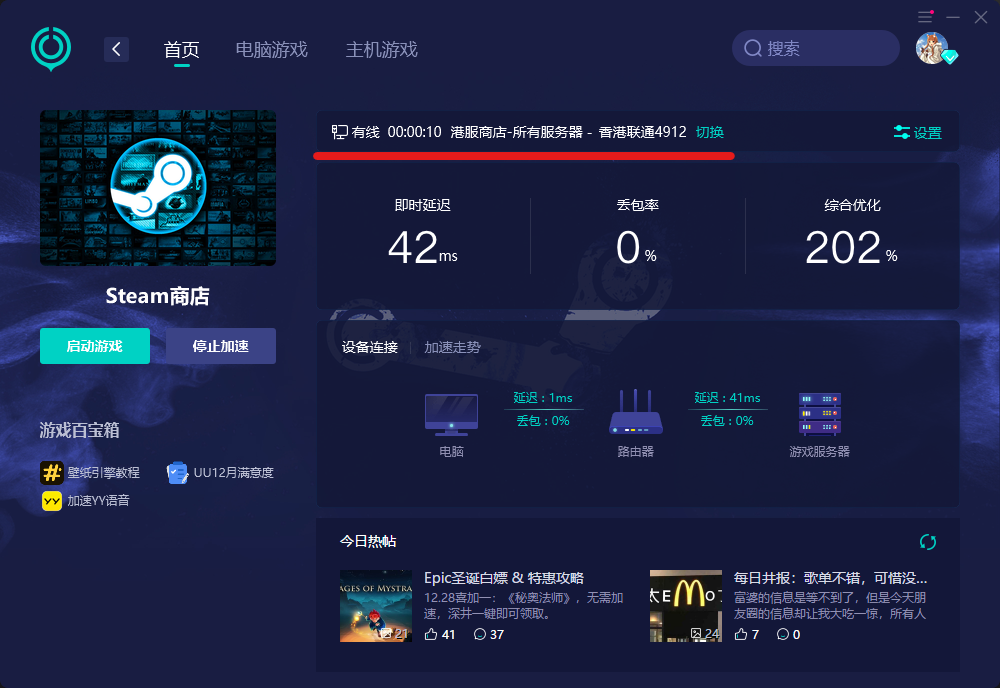 首页 电脑游戏 主机游戏 搜索
有线 00:00:10 港服商店-所有服务器 - 香港联通4912 切换 设置
即时延迟 丢包率 综合优化
42ms 0% 202%
Steam商店
启动游戏 停止加速
设备连接 加速走势
延迟：1ms 延迟：41ms
丢包：0% 丢包：0%
电脑 路由器 游戏服务器
游戏百宝箱
壁纸引擎教程 UU12月满意度
YY 加速YY语音
今日热帖
AGES OF MYSTRA
21
Epic圣诞白嫖 & 特惠攻略
12.28喜加一：《秘奥法师》，无需加
速，深井一键即可领取。
41 37
24
每日井报：歌单不错，可惜没...
富婆的信息是等不到了，但是今天朋
友圈的信息却让我大吃一惊，所有人
7 0